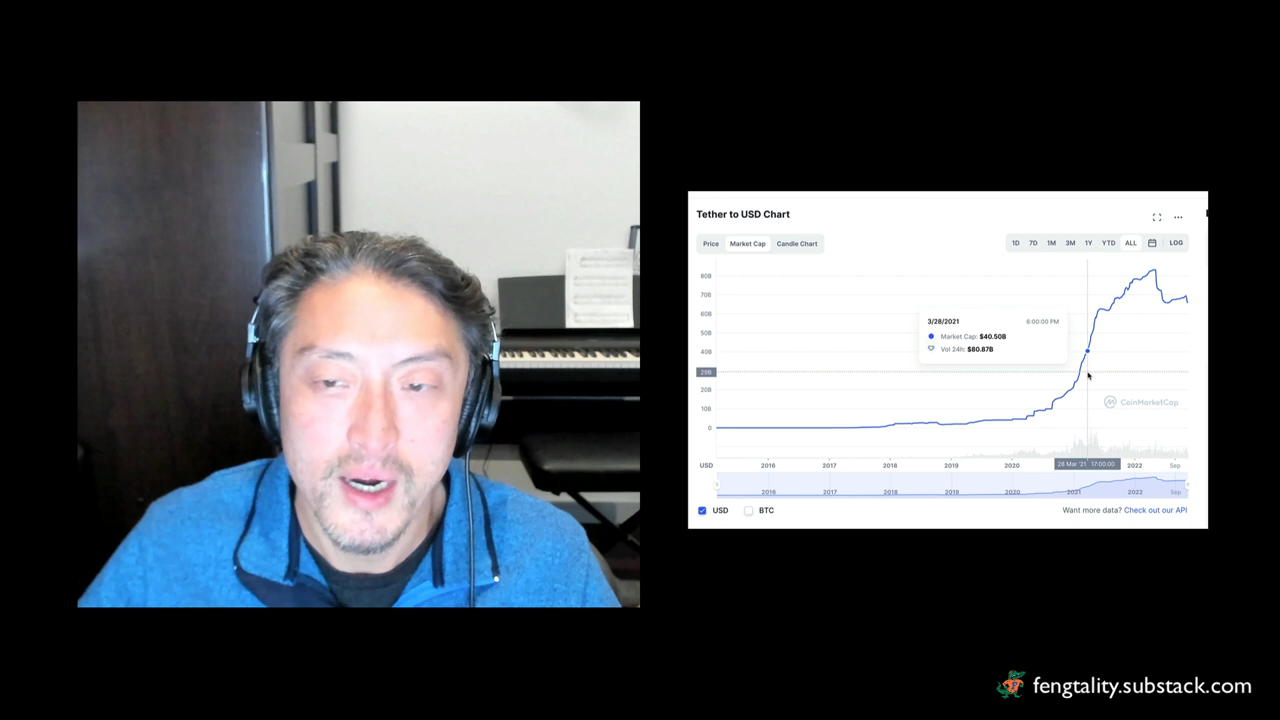 Tether to USD Chart
Price Market Cap Candle Chart
1D 7D 1M 3M 1Y YTD ALL LOG
80B
70B
60B
50B
40B
29B
20B
10B
0
3/28/2021 6:00:00 PM
Market Cap: $40.50B
Vol 24h: $80.87B
CoinMarketCap
USD 2016 2017 2018 2019 2020 28 Mar '21 17:00:00 2022 Sep
2016 2017 2018 2019 2020 2021 2022 Sep
USD BTC
Want more data? Check out our API
fengtality.substack.com